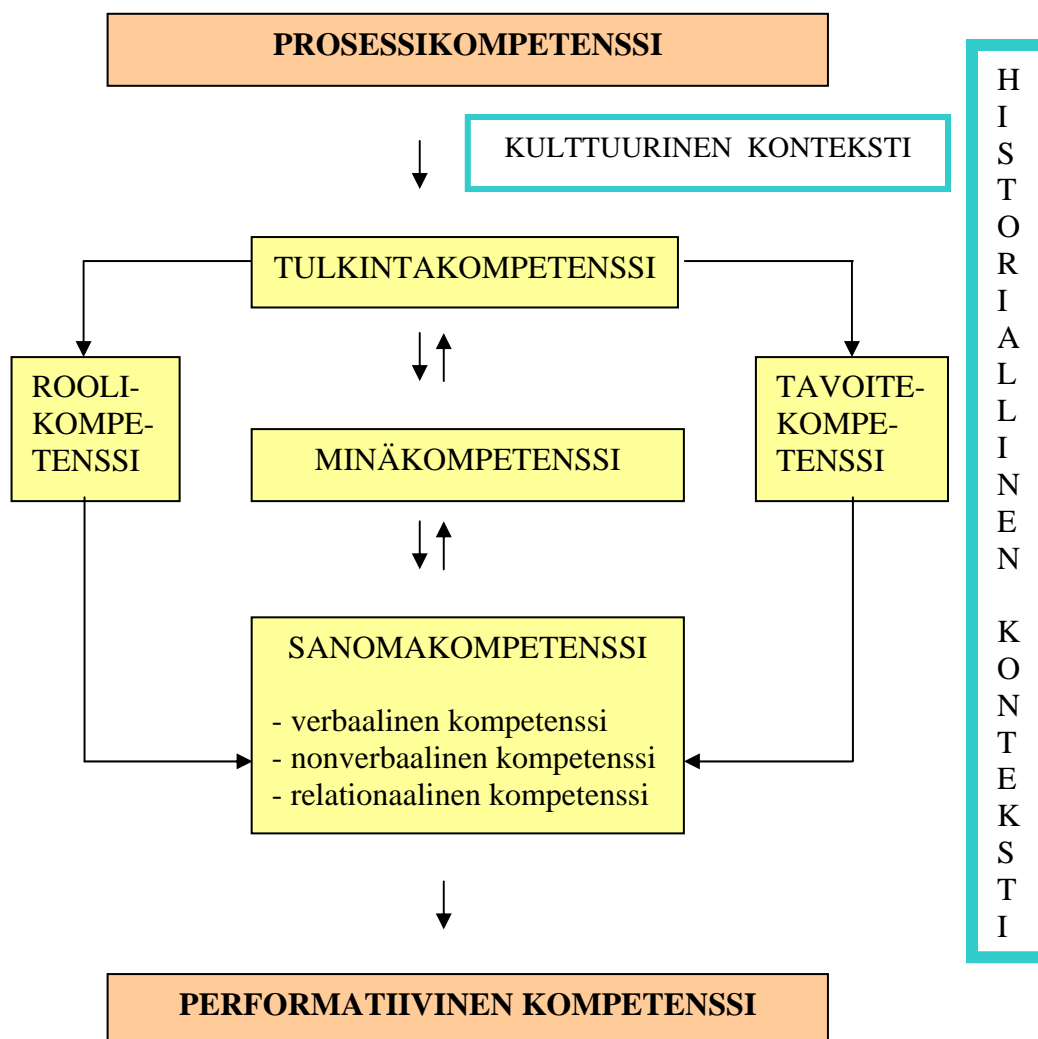 PROSESSIKOMPETENSSI
KULTTUURINEN KONTEKSTI
TULKINTAKOMPETENSSI
ROOLI-
KOMPE-
TENSSI
MINÄKOMPETENSSI
TAVOITE-
KOMPE-
TENSSI
SANOMAKOMPETENSSI
- verbaalinen kompetenssi
- nonverbaalinen kompetenssi
- relationaalinen kompetenssi
PERFORMATIIVINEN KOMPETENSSI
H
I
S
T
O
R
I
A
L
L
I
N
E
N
K
O
N
T
E
K
S
T
I